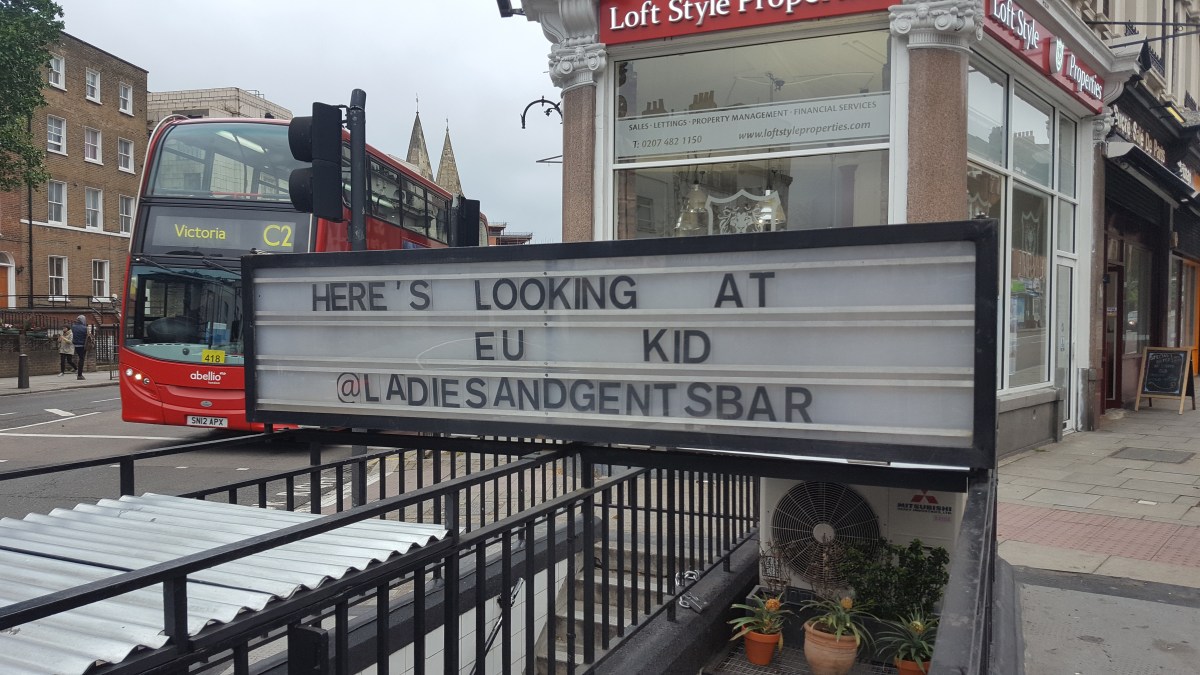 Loft Style Properties
Loft Style Properties
SALES · LETTINGS · PROPERTY MANAGEMENT · FINANCIAL SERVICES
T: 0207 482 1150 www.loftstyleproperties.com
Victoria C2
418
abellio
SN12 APX
HERE'S LOOKING AT
EU KID
@LADIESANDGENTSBAR
MITSUBISHI